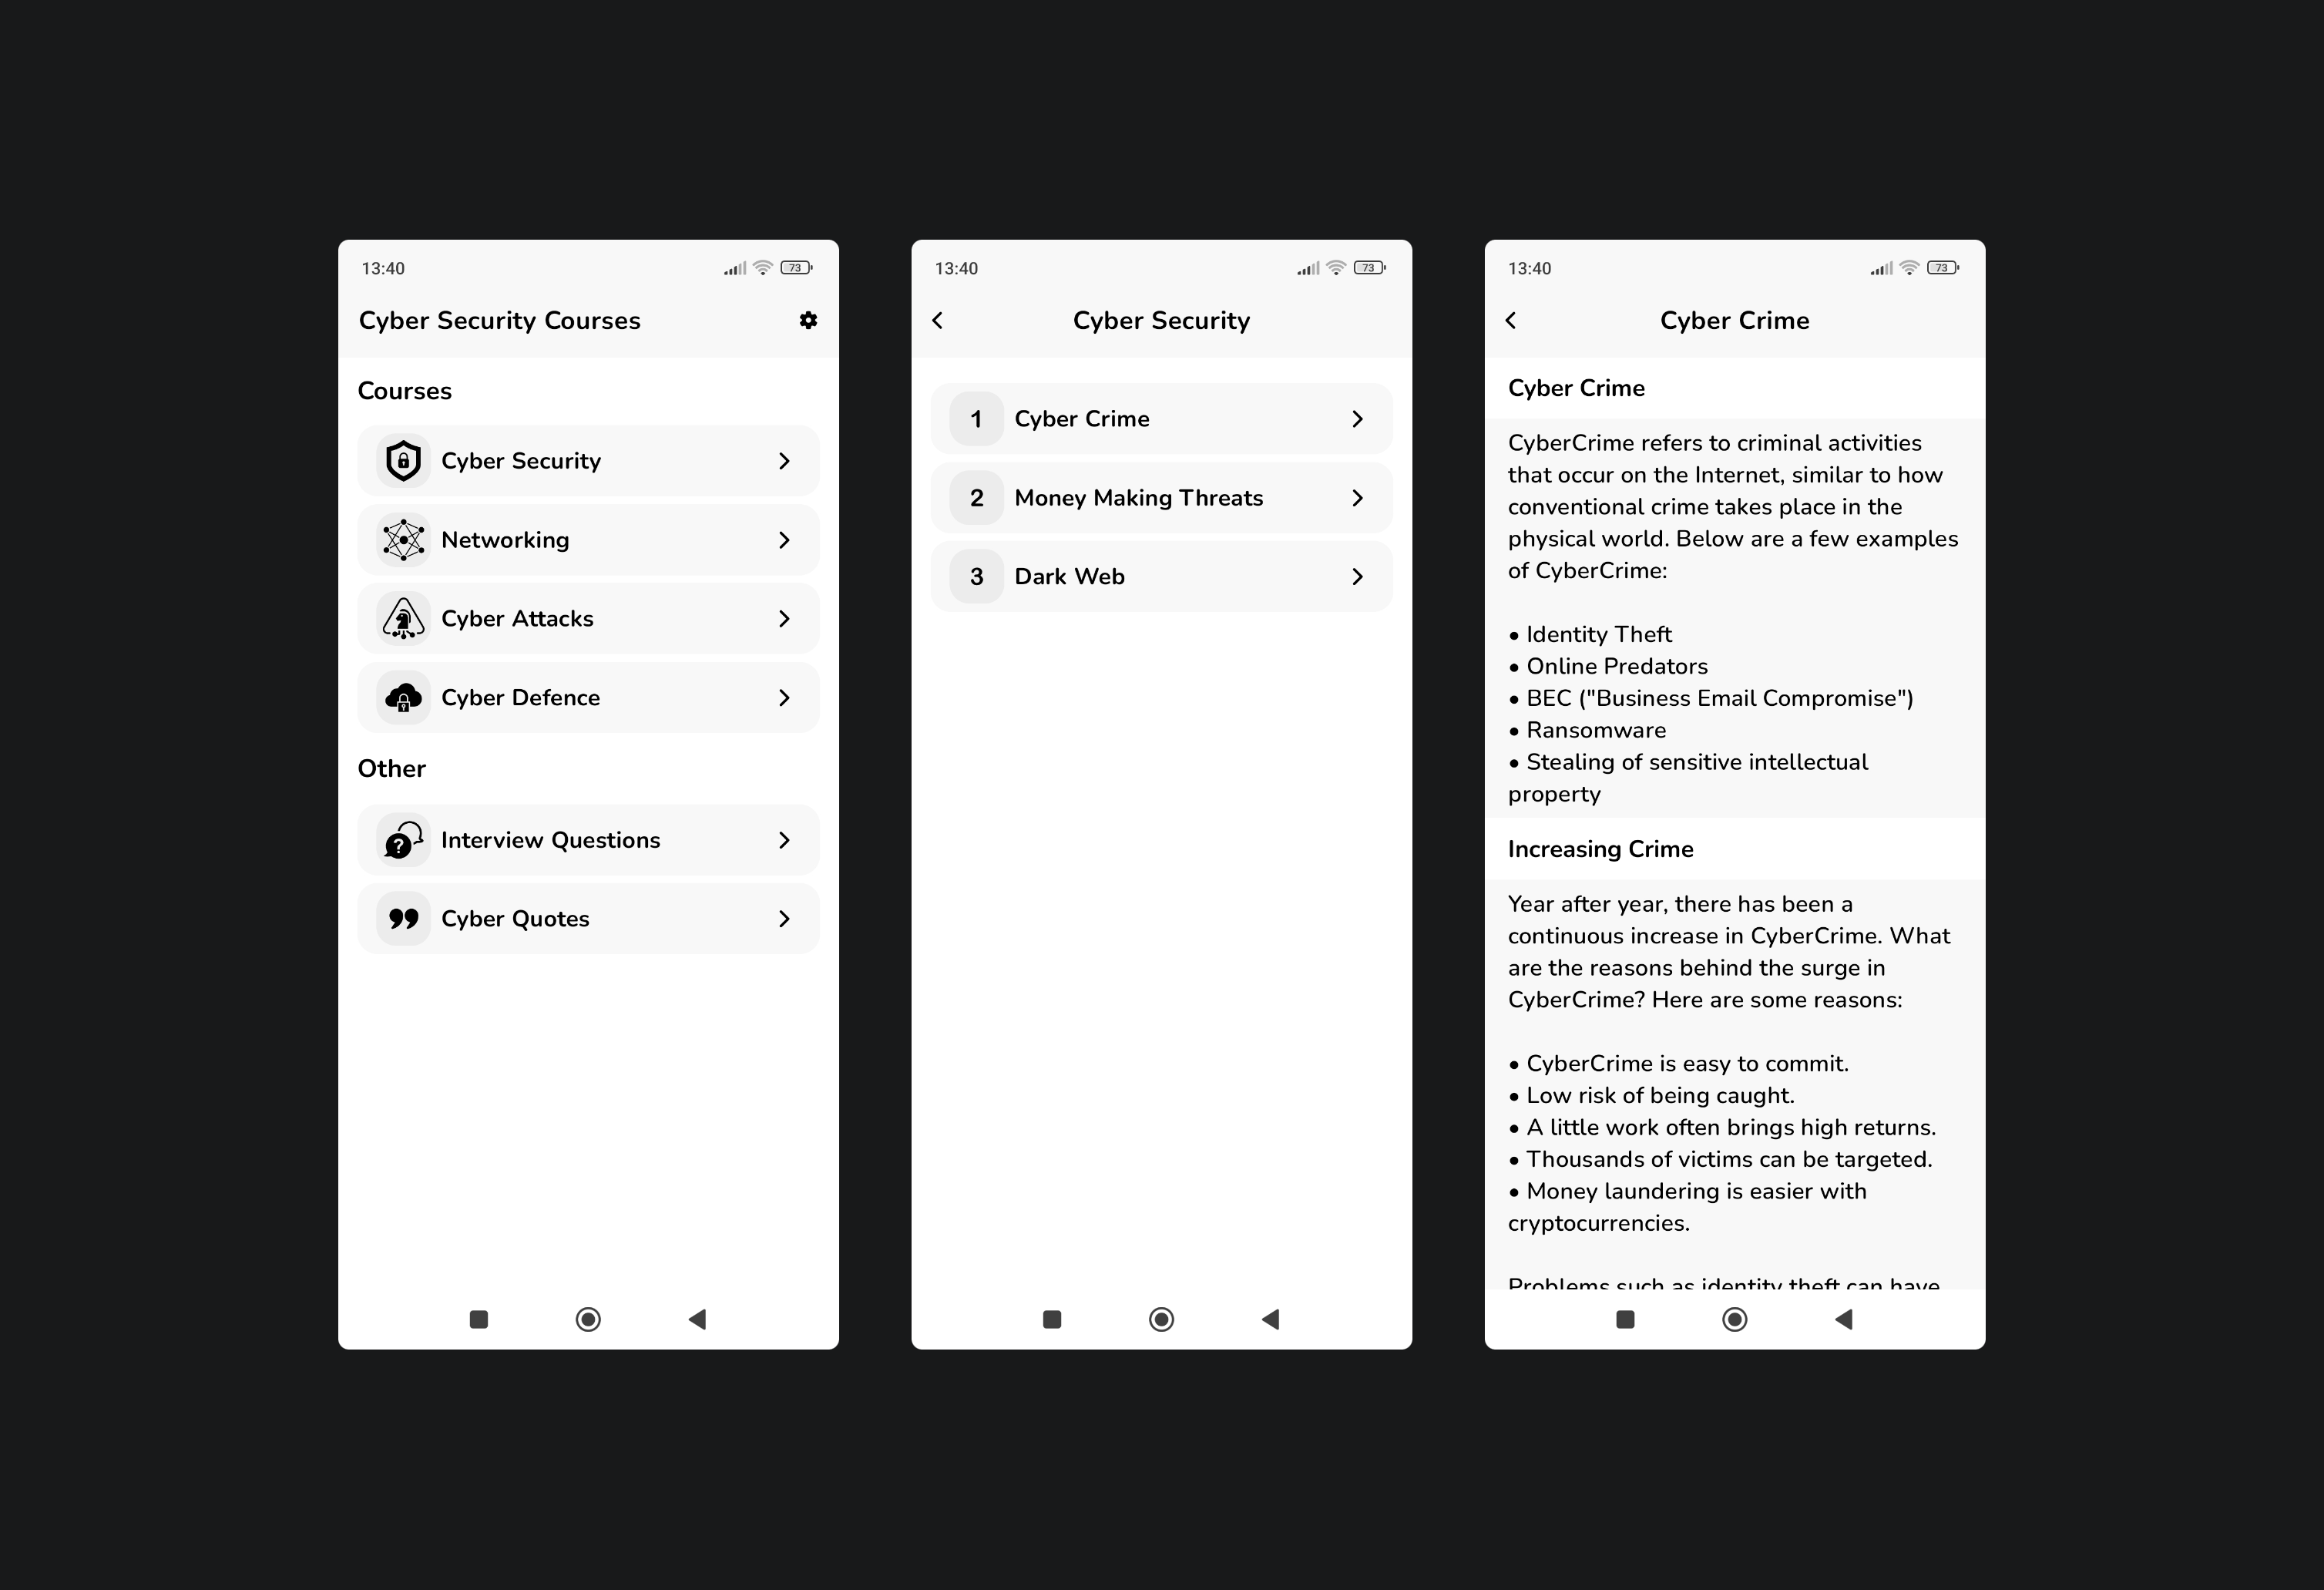 13:40
73
Cyber Security Courses
Courses
Cyber Security
Networking
Cyber Attacks
Cyber Defence
Other
Interview Questions
Cyber Quotes
13:40
73
Cyber Security
1 Cyber Crime
2 Money Making Threats
3 Dark Web
13:40
73
Cyber Crime
Cyber Crime
CyberCrime refers to criminal activities
that occur on the Internet, similar to how
conventional crime takes place in the
physical world. Below are a few examples
of CyberCrime:
• Identity Theft
• Online Predators
• BEC ("Business Email Compromise")
• Ransomware
• Stealing of sensitive intellectual
property
Increasing Crime
Year after year, there has been a
continuous increase in CyberCrime. What
are the reasons behind the surge in
CyberCrime? Here are some reasons:
• CyberCrime is easy to commit.
• Low risk of being caught.
• A little work often brings high returns.
• Thousands of victims can be targeted.
• Money laundering is easier with
cryptocurrencies.
Problems such as identity theft can have